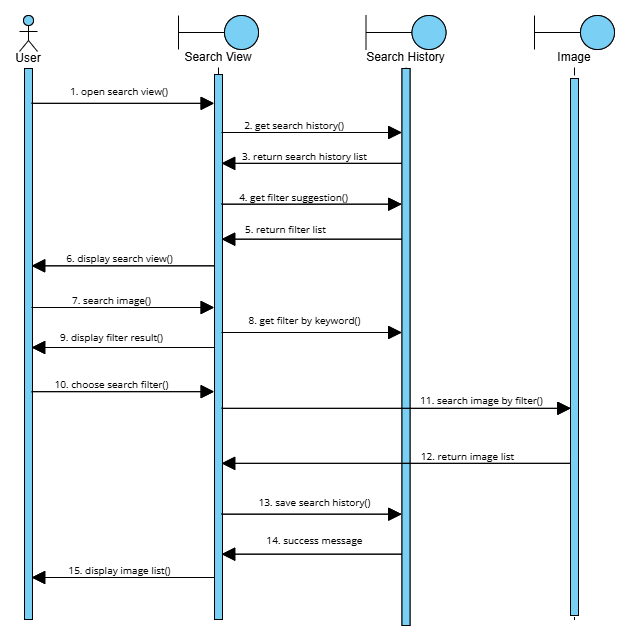 User
Search View
Search History
Image
1. open search view()
2. get search history()
3. return search history list
4. get filter suggestion()
5. return filter list
6. display search view()
7. search image()
8. get filter by keyword()
9. display filter result()
10. choose search filter()
11. search image by filter()
12. return image list
13. save search history()
14. success message
15. display image list()